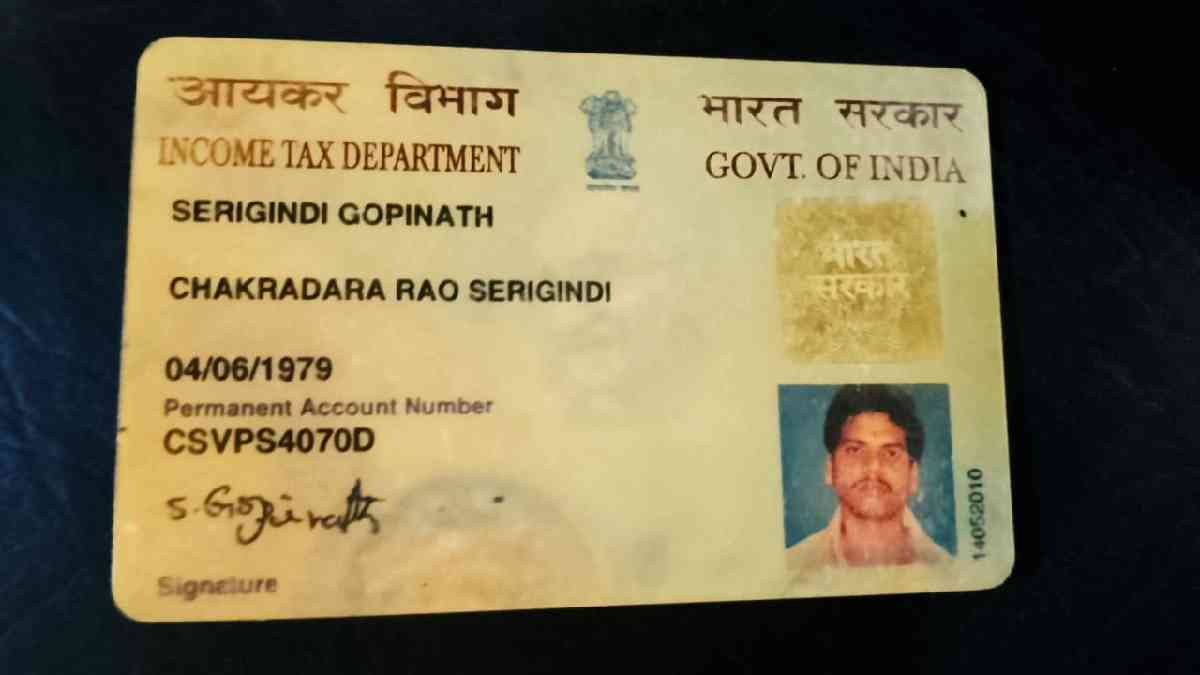 आयकर विभाग
INCOME TAX DEPARTMENT
भारत सरकार
GOVT. OF INDIA
SERIGINDI GOPINATH
CHAKRADARA RAO SERIGINDI
04/06/1979
Permanent Account Number
CSVPS4070D
S. Gopinath
Signature
भारत
सरकार
14052010